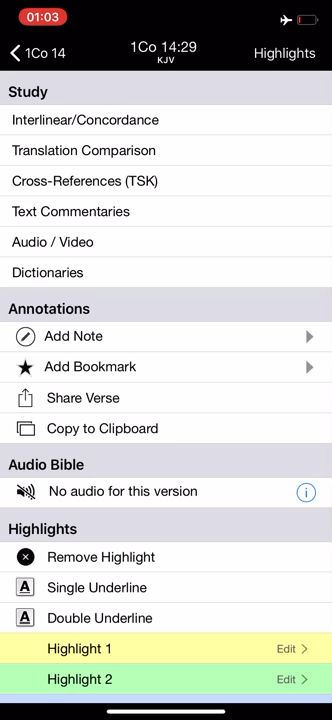 01:03
1Co 14
1Co 14:29
KJV
Highlights
Study
Interlinear/Concordance
Translation Comparison
Cross-References (TSK)
Text Commentaries
Audio / Video
Dictionaries
Annotations
Add Note
Add Bookmark
Share Verse
Copy to Clipboard
Audio Bible
No audio for this version
Highlights
Remove Highlight
A Single Underline
A Double Underline
Highlight 1 Edit
Highlight 2 Edit